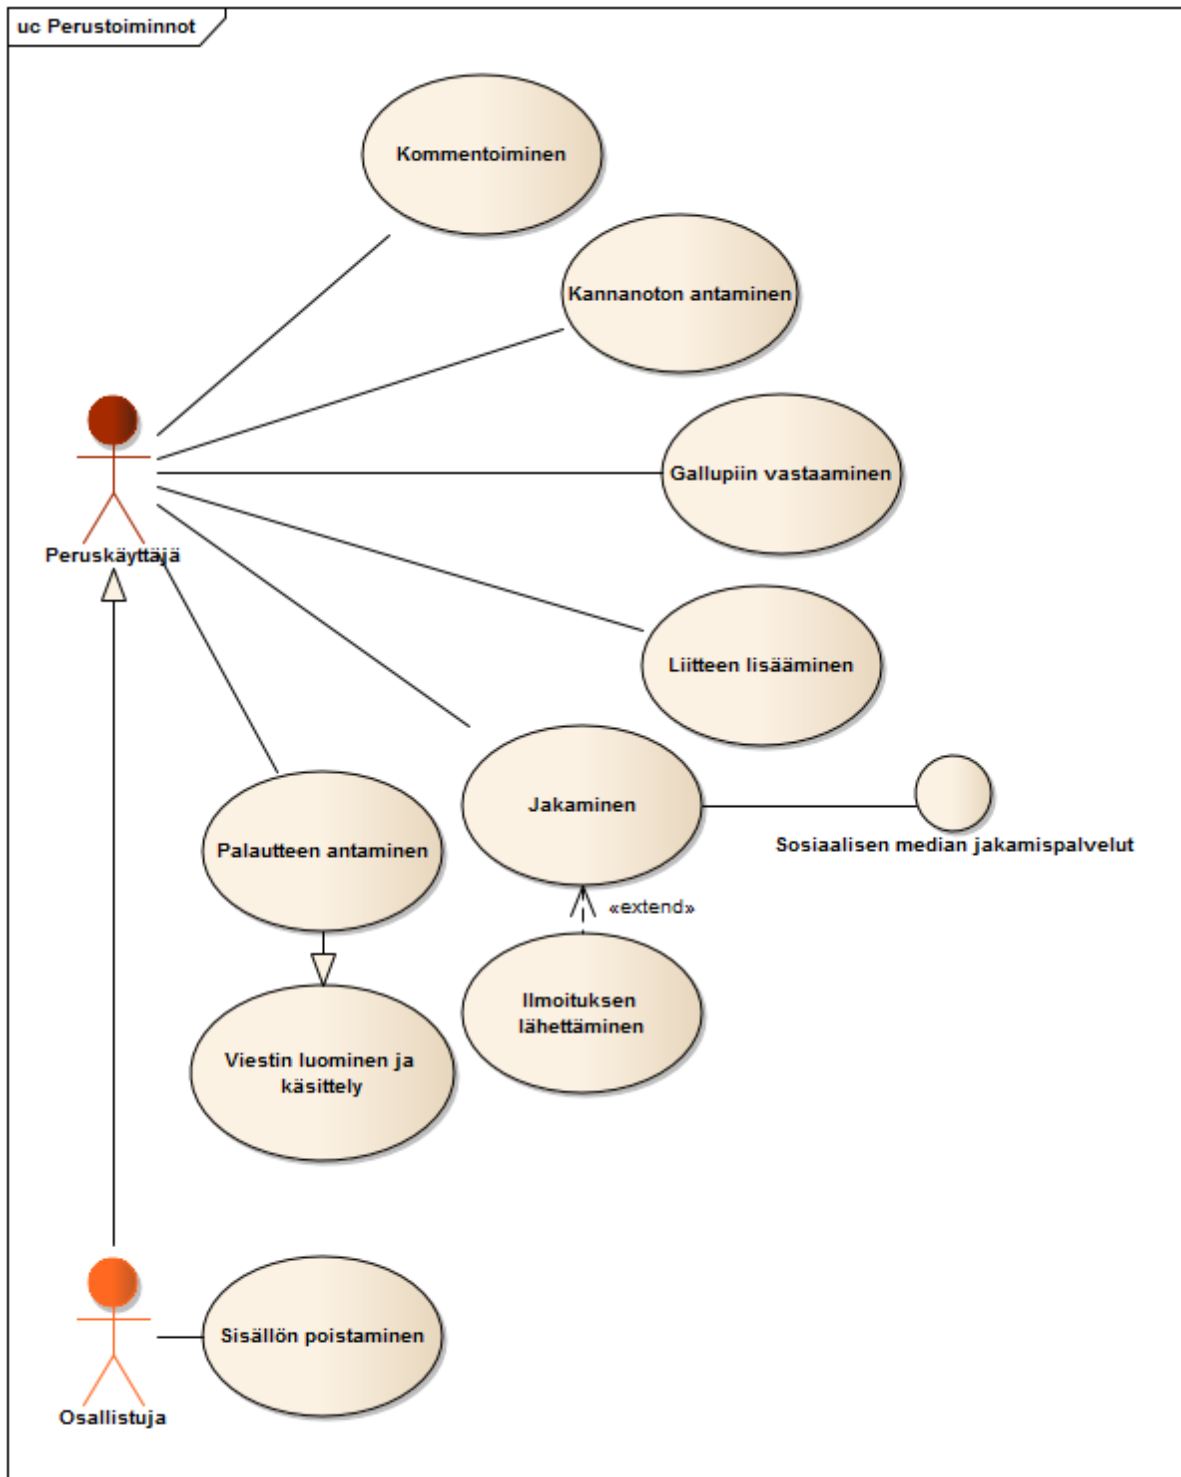 uc Perustoiminnot
Kommentoiminen
Kannanoton antaminen
Gallupiin vastaaminen
Peruskäyttäjä
Liitteen lisääminen
Jakaminen
Sosiaalisen median jakamispalvelut
Palautteen antaminen
«extend»
Ilmoituksen
lähettäminen
Viestin luominen ja
käsittely
Sisällön poistaminen
Osallistuja